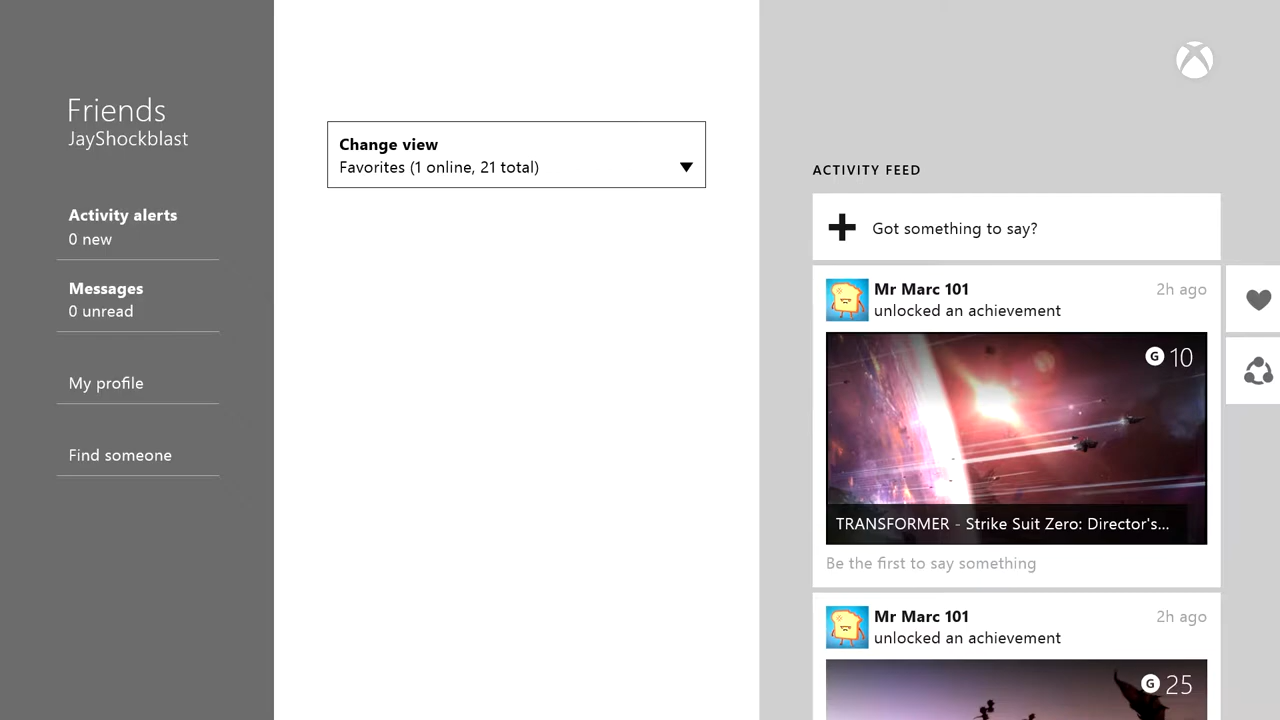 Friends
JayShockblast
Activity alerts
0 new
Messages
0 unread
My profile
Find someone
Change view
Favorites (1 online, 21 total)
ACTIVITY FEED
Got something to say?
Mr Marc 101
2h ago
unlocked an achievement
G 10
TRANSFORMER - Strike Suit Zero: Director's...
Be the first to say something
Mr Marc 101
2h ago
unlocked an achievement
G 25